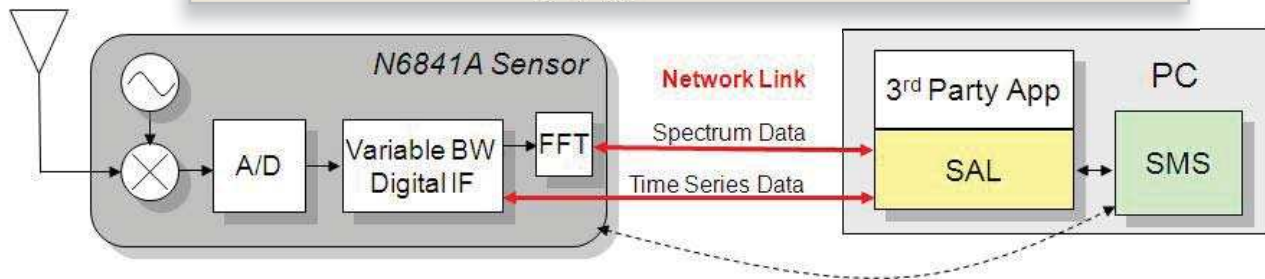 N6841A Sensor
A/D
Variable BW
Digital IF
FFT
Network Link
Spectrum Data
Time Series Data
3rd Party App
SAL
PC
SMS